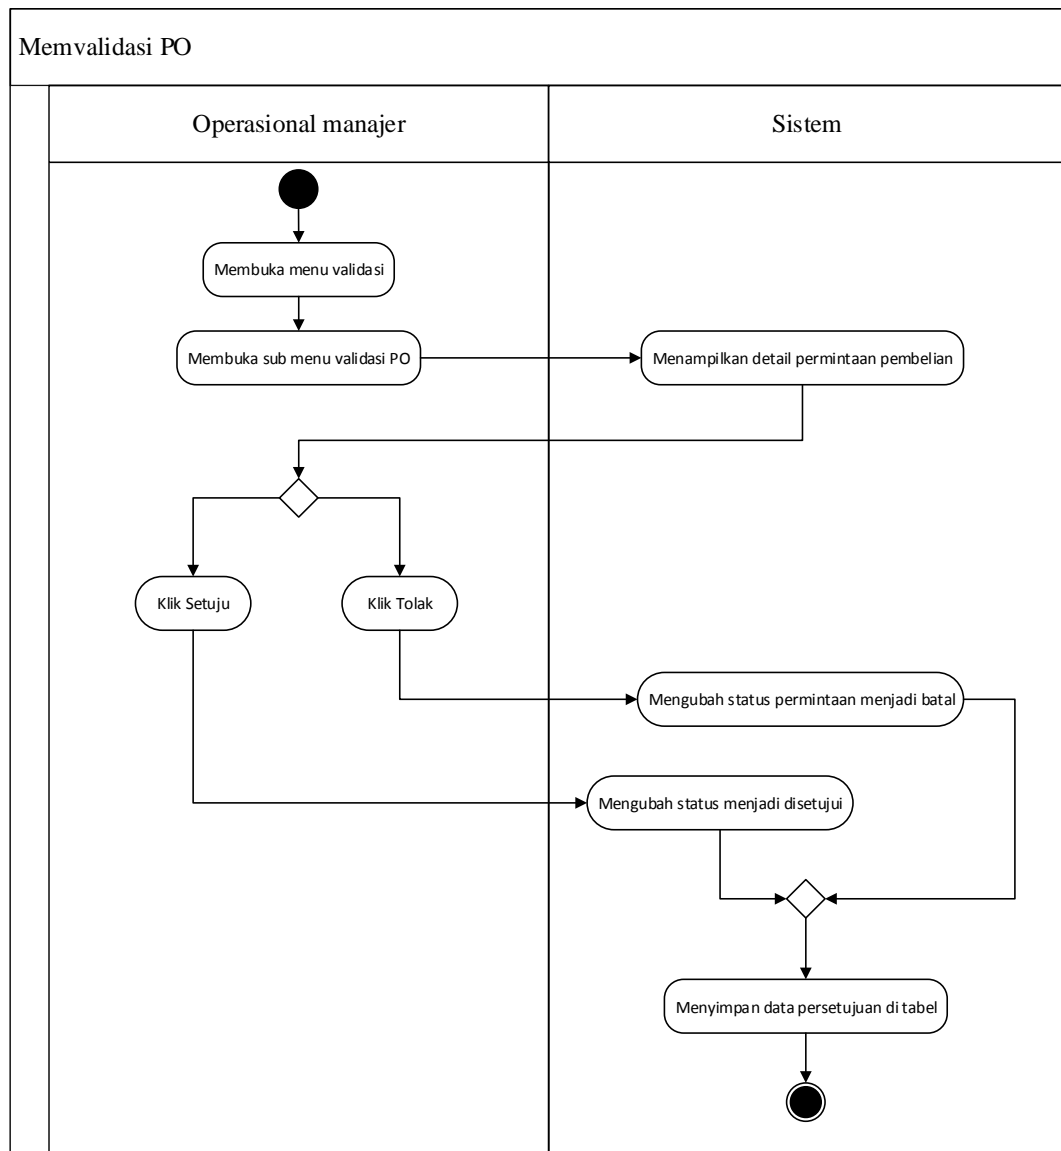 Memvalidasi PO
Operasional manajer
Sistem
Membuka menu validasi
Membuka sub menu validasi PO
Menampilkan detail permintaan pembelian
Klik Setuju
Klik Tolak
Mengubah status permintaan menjadi batal
Mengubah status menjadi disetujui
Menyimpan data persetujuan di tabel